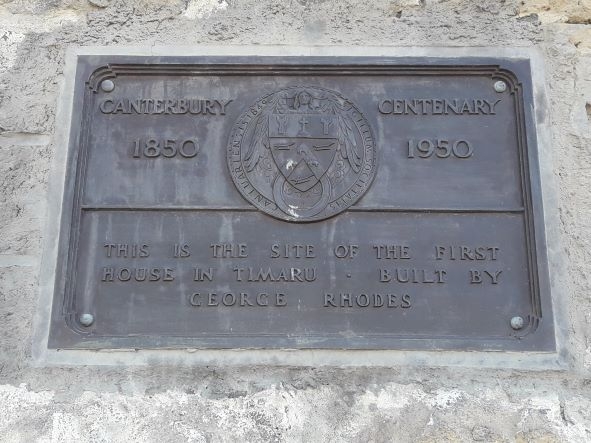 CANTERBURY CENTENARY
1850 1950
THIS IS THE SITE OF THE FIRST
HOUSE IN TIMARU · BUILT BY
GEORGE RHODES